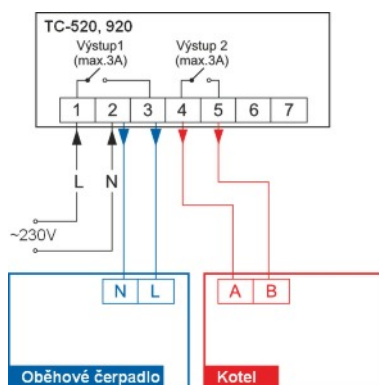 TC-520, 920
Výstup1 Výstup 2
(max.3A) (max.3A)
1 2 3 4 5 6 7
L N
~230V
N L A B
Oběhové čerpadlo Kotel